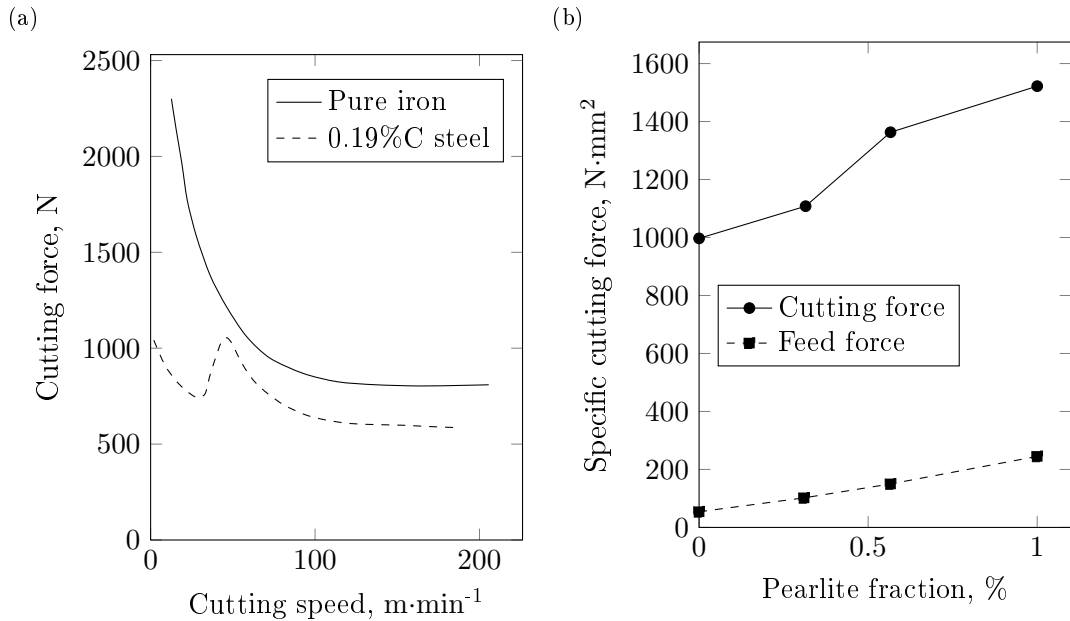 (a)
Cutting force, N
2500
2000
1500
1000
500
0
0 100 200
Cutting speed, m·min-1
Pure iron
0.19%C steel
(b)
Specific cutting force, N·mm2
1600
1400
1200
1000
800
600
400
200
0
0 0.5 1
Pearlite fraction, %
Cutting force
Feed force